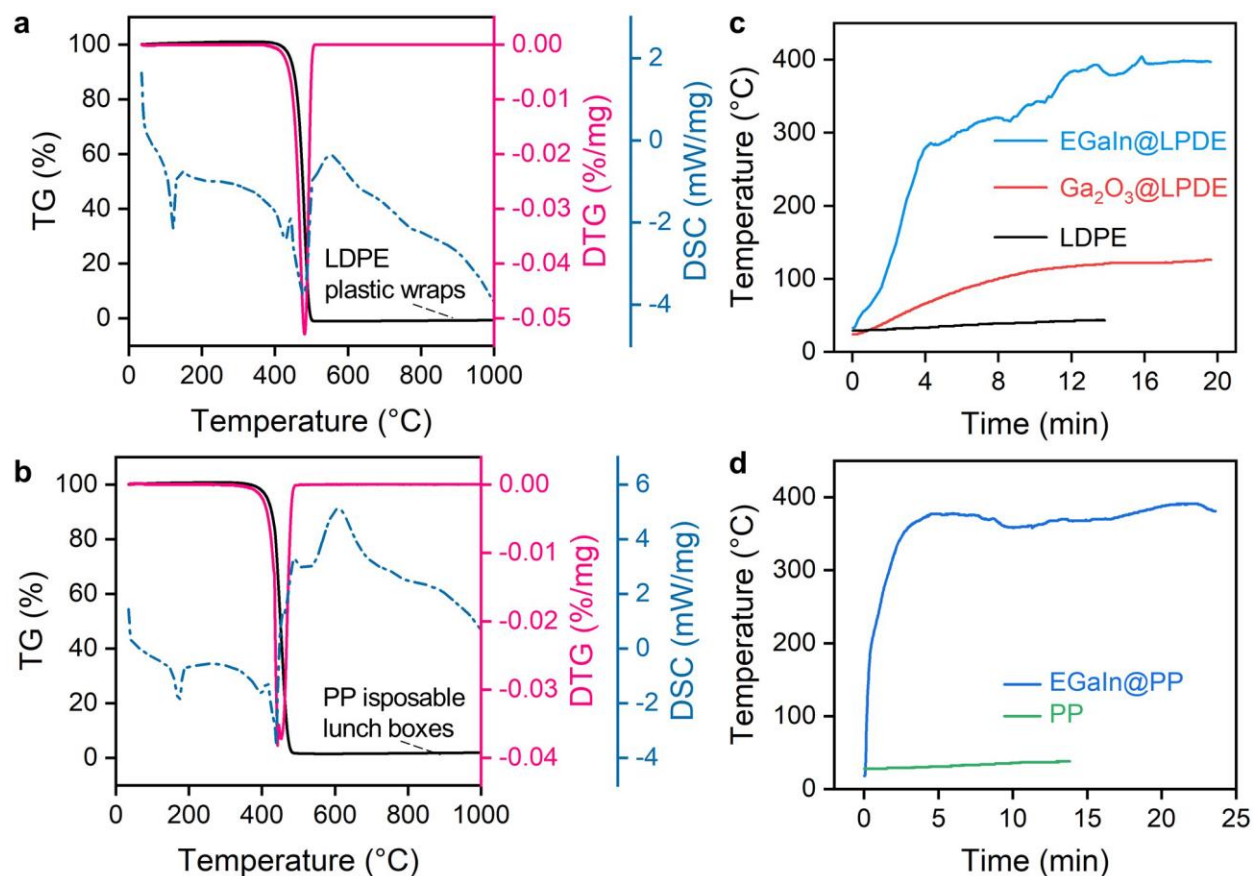 a
100
80
60
40
20
0
TG (%)
0 200 400 600 800 1000
Temperature (°C)
LDPE
plastic wraps
0.00
-0.01
-0.02
-0.03
-0.04
-0.05
DTG (%/mg)
2
0
-2
-4
DSC (mW/mg)
c
400
300
200
100
0
Temperature (°C)
EGaIn@LPDE
Ga₂O₃@LPDE
LDPE
0 4 8 12 16 20
Time (min)
b
100
80
60
40
20
0
TG (%)
0 200 400 600 800 1000
Temperature (°C)
PP isposable
lunch boxes
0.00
-0.01
-0.02
-0.03
-0.04
DTG (%/mg)
6
4
2
0
-2
-4
DSC (mW/mg)
d
400
300
200
100
0
Temperature (°C)
EGaIn@PP
PP
0 5 10 15 20 25
Time (min)